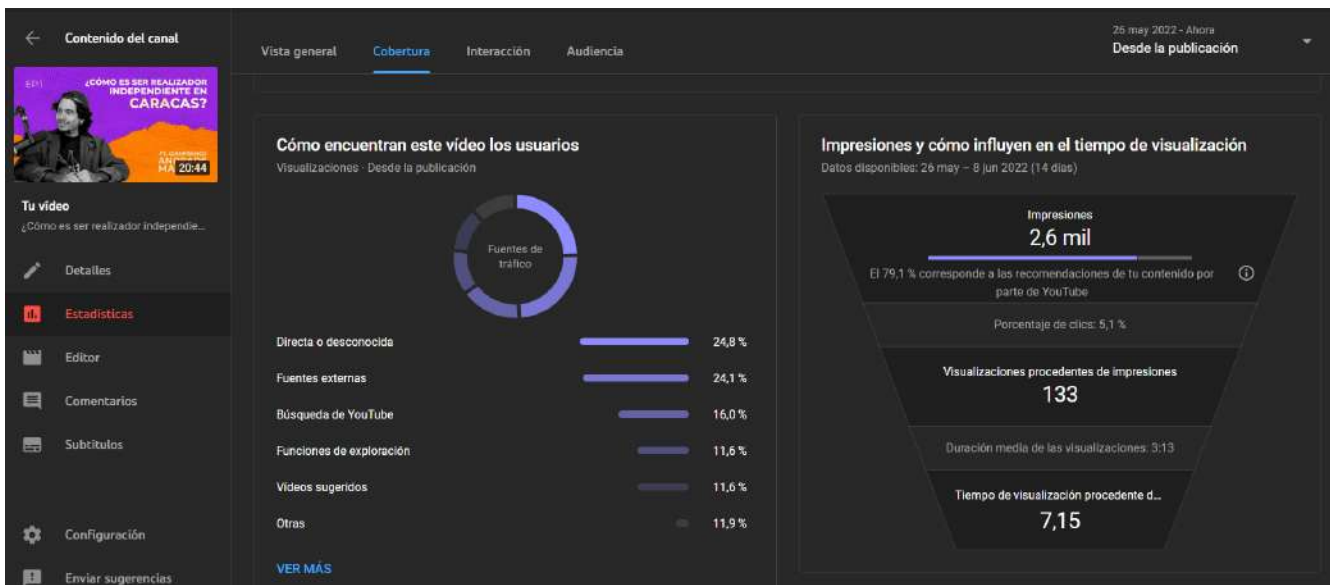 Contenido del canal
EP.1
¿CÓMO ES SER REALIZADOR
INDEPENDIENTE EN
CARACAS?
20:44
Tu vídeo
¿Cómo es ser realizador independie...
Detalles
Estadísticas
Editor
Comentarios
Subtítulos
Configuración
Enviar sugerencias
Vista general
Cobertura
Interacción
Audiencia
26 may 2022 - Ahora
Desde la publicación
Cómo encuentran este vídeo los usuarios
Visualizaciones · Desde la publicación
Fuentes de
tráfico
Directa o desconocida 24,8 %
Fuentes externas 24,1 %
Búsqueda de YouTube 16,0 %
Funciones de exploración 11,6 %
Vídeos sugeridos 11,6 %
Otras 11,9 %
VER MÁS
Impresiones y cómo influyen en el tiempo de visualización
Datos disponibles: 26 may – 8 jun 2022 (14 días)
Impresiones
2,6 mil
El 79,1 % corresponde a las recomendaciones de tu contenido por
parte de YouTube
Porcentaje de clics: 5,1 %
Visualizaciones procedentes de impresiones
133
Duración media de las visualizaciones: 3:13
Tiempo de visualización procedente d...
7,15